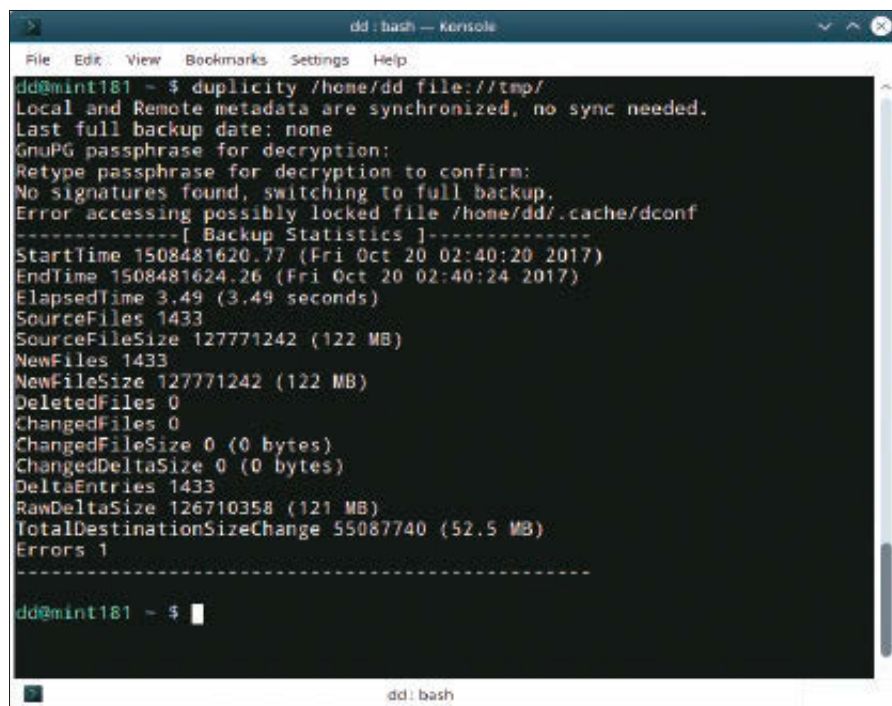 dd : bash — Konsole
File Edit View Bookmarks Settings Help
dd@mint181 ~ $ duplicity /home/dd file://tmp/
Local and Remote metadata are synchronized, no sync needed.
Last full backup date: none
GnuPG passphrase for decryption:
Retype passphrase for decryption to confirm:
No signatures found, switching to full backup.
Error accessing possibly locked file /home/dd/.cache/dconf
--------------[ Backup Statistics ]--------------
StartTime 1508481620.77 (Fri Oct 20 02:40:20 2017)
EndTime 1508481624.26 (Fri Oct 20 02:40:24 2017)
ElapsedTime 3.49 (3.49 seconds)
SourceFiles 1433
SourceFileSize 127771242 (122 MB)
NewFiles 1433
NewFileSize 127771242 (122 MB)
DeletedFiles 0
ChangedFiles 0
ChangedFileSize 0 (0 bytes)
ChangedDeltaSize 0 (0 bytes)
DeltaEntries 1433
RawDeltaSize 126710358 (121 MB)
TotalDestinationSizeChange 55087740 (52.5 MB)
Errors 1
-------------------------------------------------
dd@mint181 ~ $
dd : bash